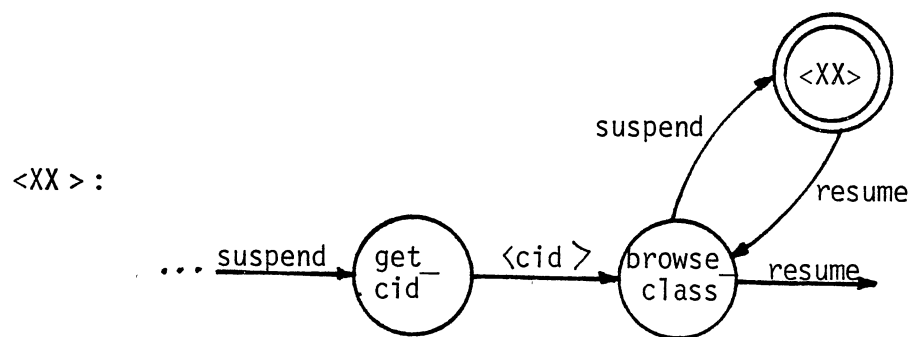 <XX>
suspend
<XX>:
resume
... suspend
get_
cid
<cid>
browse_
class
resume